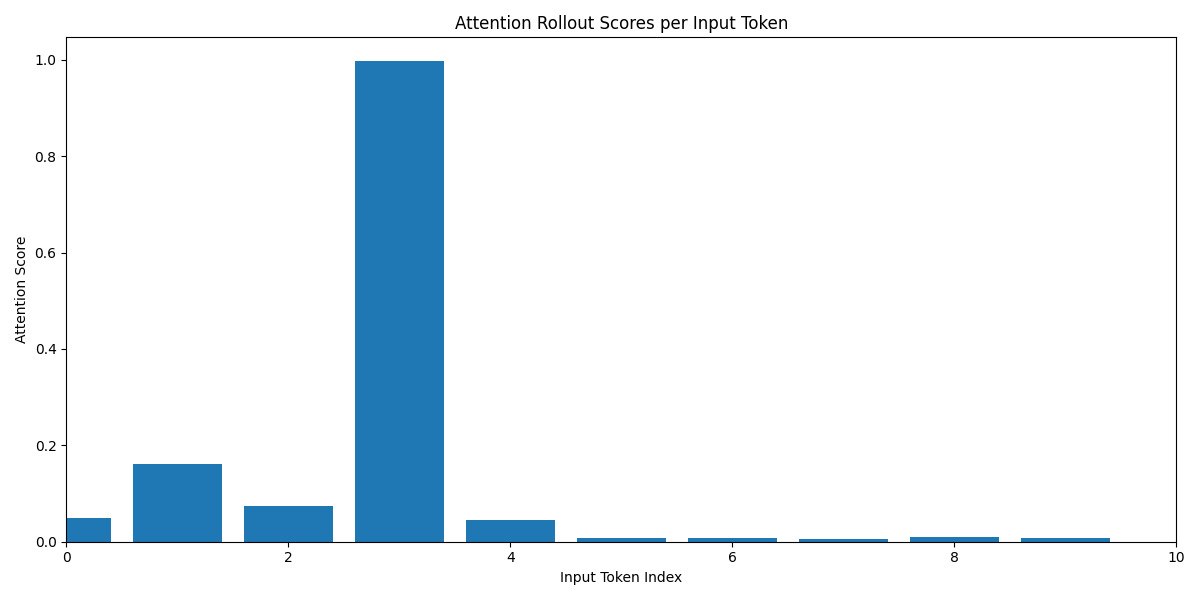 Attention Rollout Scores per Input Token
Attention Score
1.0
0.8
0.6
0.4
0.2
0.0
0 2 4 6 8 10
Input Token Index